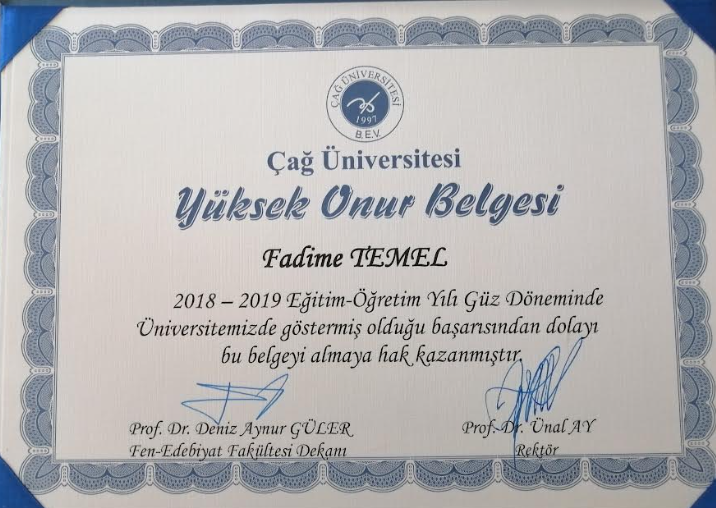 ÇAĞ ÜNİVERSİTESİ
1997
B.E.V.
Çağ Üniversitesi
Yüksek Onur Belgesi
Fadime TEMEL
2018 – 2019 Eğitim-Öğretim Yılı Güz Döneminde
Üniversitemizde göstermiş olduğu başarısından dolayı
bu belgeyi almaya hak kazanmıştır.
Prof. Dr. Deniz Aynur GÜLER
Fen-Edebiyat Fakültesi Dekanı
Prof. Dr. Ünal AY
Rektör